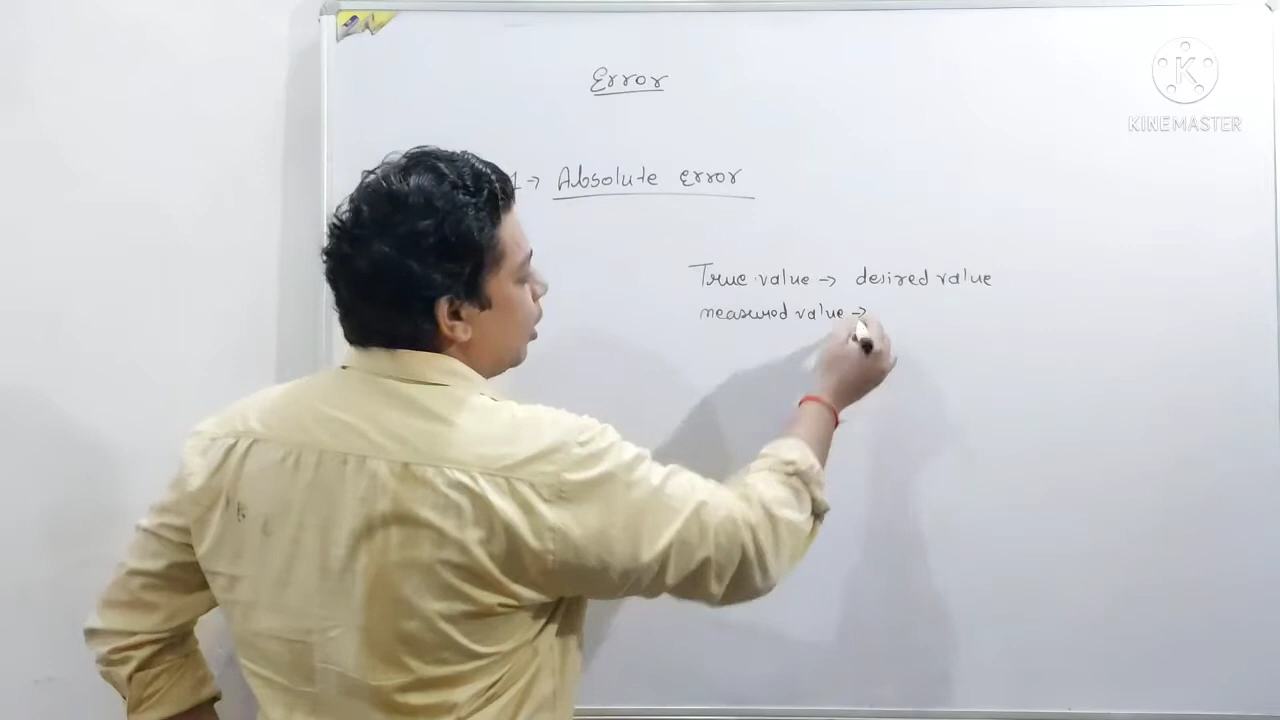 Error
1→ Absolute error
True value → desired value
measured value →
KINEMASTER